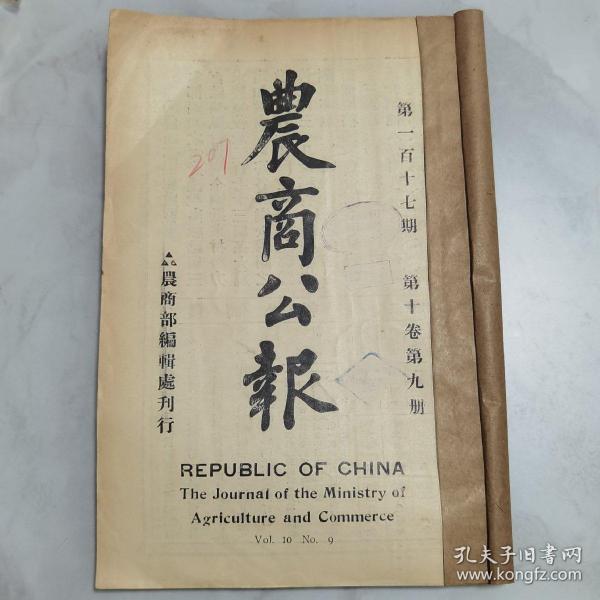 第一百十七期 第十卷第九册
農商公報
207
農商部編輯處刊行
REPUBLIC OF CHINA
The Journal of the Ministry of
Agriculture and Commerce
Vol. 10 No. 9
孔夫子旧书网
www.kongfz.com